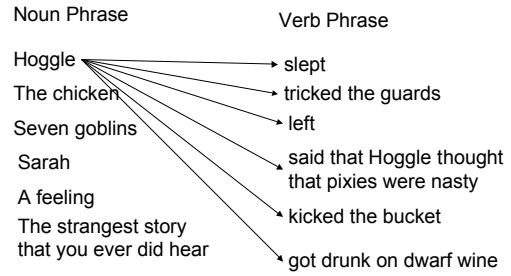 Noun Phrase
Hoggle
The chicken
Seven goblins
Sarah
A feeling
The strangest story
that you ever did hear
Verb Phrase
slept
tricked the guards
left
said that Hoggle thought
that pixies were nasty
kicked the bucket
got drunk on dwarf wine